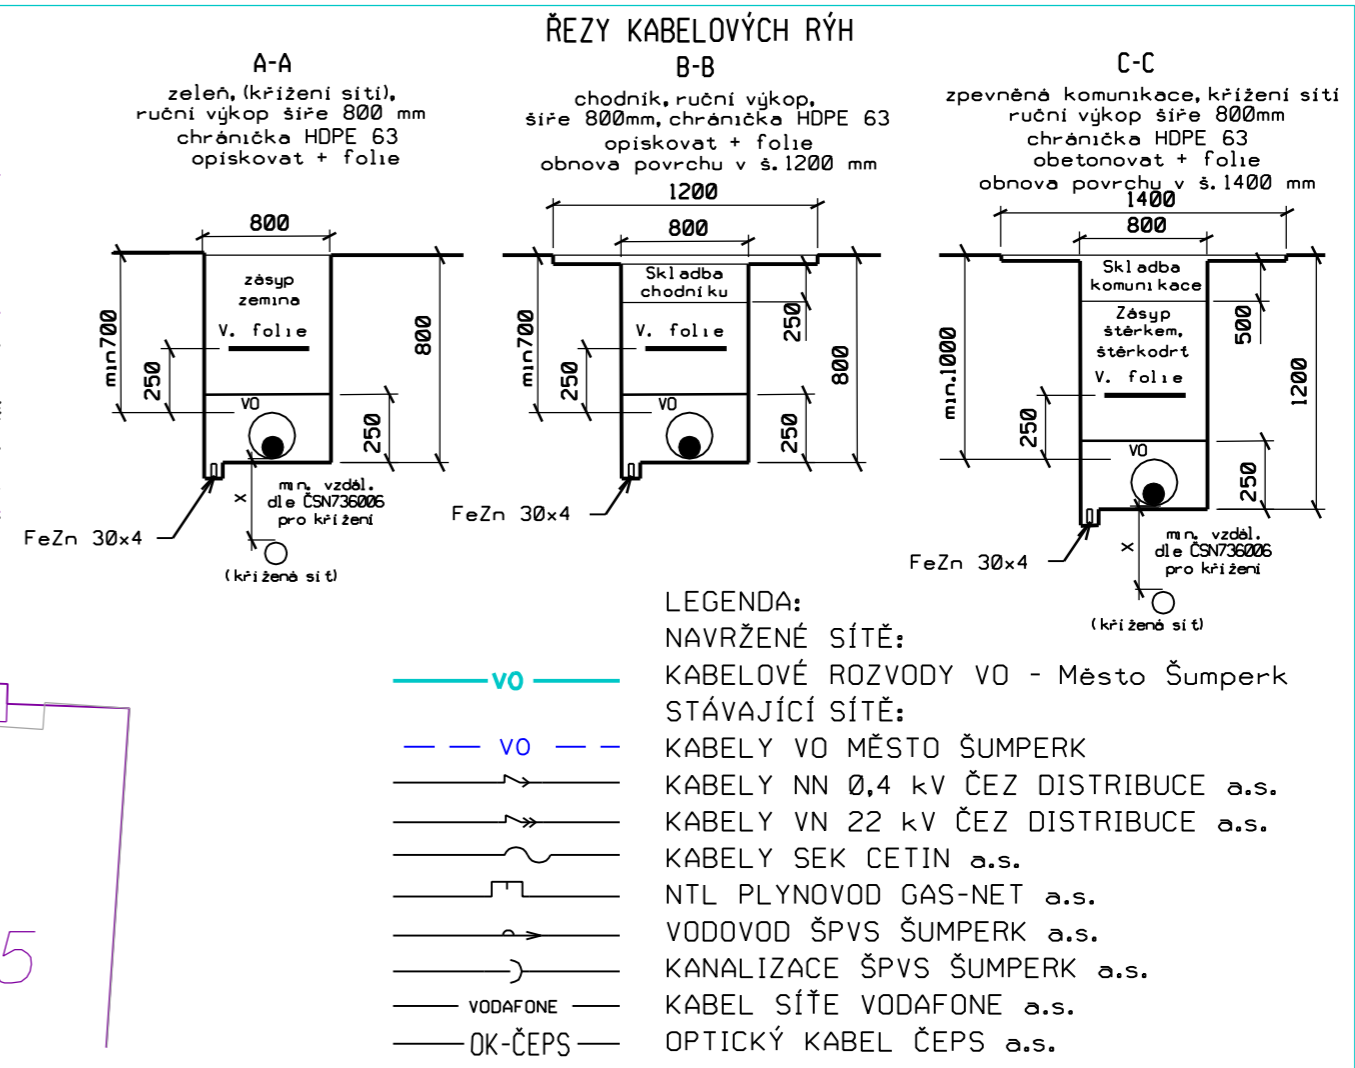 ŘEZY KABELOVÝCH RÝH
A-A
zeleň, (křížení sítí),
ruční výkop šíře 800 mm
chránička HDPE 63
opískovat + folie
800
min700
250
zásyp
zemina
V. folie
VO
800
250
FeZn 30x4
x
min. vzdál.
dle ČSN736006
pro křížení
(křížená síť)
B-B
chodník, ruční výkop,
šíře 800mm, chránička HDPE 63
opískovat + folie
obnova povrchu v š.1200 mm
1200
800
min700
250
Skladba
chodníku
V. folie
VO
250
800
250
FeZn 30x4
C-C
zpevněná komunikace, křížení sítí
ruční výkop šíře 800mm
chránička HDPE 63
obetonovat + folie
obnova povrchu v š.1400 mm
1400
800
min.1000
250
Skladba
komunikace
Zásyp
štěrkem,
štěrkodrť
V. folie
VO
500
1200
250
FeZn 30x4
x
min. vzdál.
dle ČSN736006
pro křížení
(křížená síť)
LEGENDA:
NAVRŽENÉ SÍTĚ:
VO KABELOVÉ ROZVODY VO - Město Šumperk
STÁVAJÍCÍ SÍTĚ:
VO KABELY VO MĚSTO ŠUMPERK
KABELY NN 0,4 kV ČEZ DISTRIBUCE a.s.
KABELY VN 22 kV ČEZ DISTRIBUCE a.s.
KABELY SEK CETIN a.s.
NTL PLYNOVOD GAS-NET a.s.
VODOVOD ŠPVS ŠUMPERK a.s.
KANALIZACE ŠPVS ŠUMPERK a.s.
VODAFONE KABEL SÍŤE VODAFONE a.s.
OK-ČEPS OPTICKÝ KABEL ČEPS a.s.
5